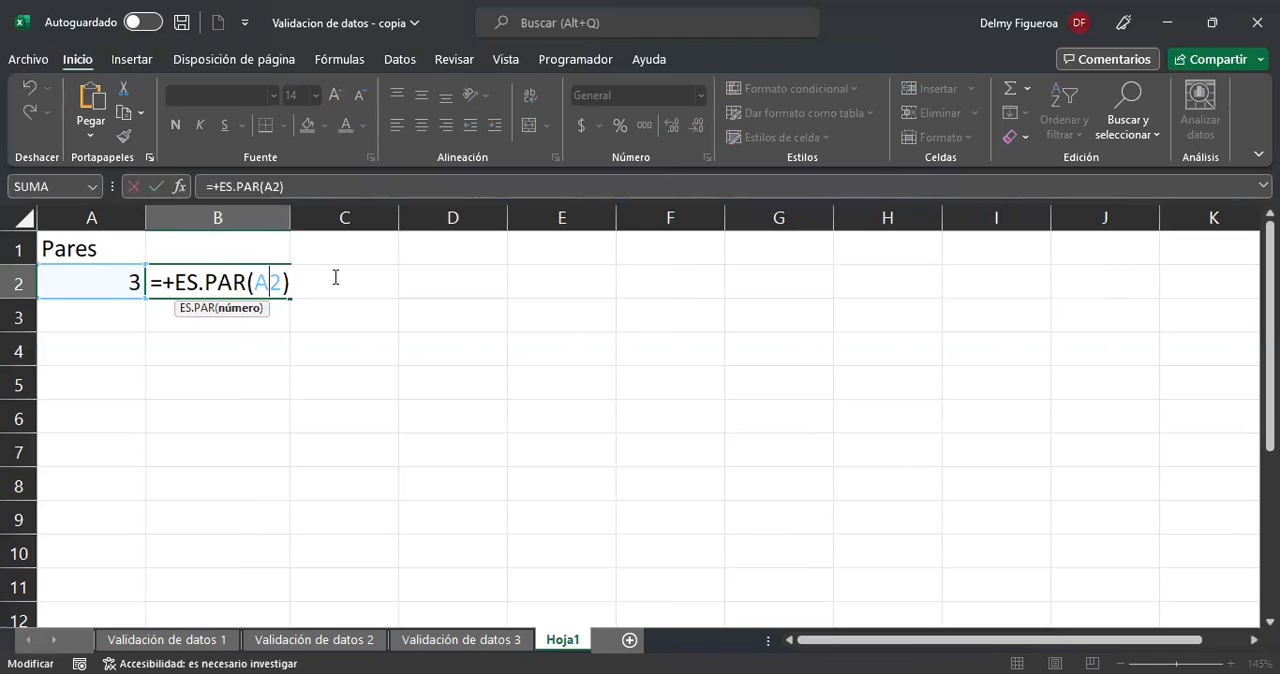 Autoguardado
Validacion de datos - copia
Buscar (Alt+Q)
Delmy Figueroa
DF
Archivo Inicio Insertar Disposición de página Fórmulas Datos Revisar Vista Programador Ayuda
Comentarios
Compartir
Pegar
14
General
N K S
$ % 000
Formato condicional
Dar formato como tabla
Estilos de celda
Insertar
Eliminar
Formato
Ordenar y
filtrar
Buscar y
seleccionar
Analizar
datos
Deshacer Portapapeles Fuente Alineación Número Estilos Celdas Edición Análisis
SUMA
fx
=+ES.PAR(A2)
A B C D E F G H I J K
1 Pares
2 3 =+ES.PAR(A2)
ES.PAR(número)
3
4
5
6
7
8
9
10
11
12
Validación de datos 1 Validación de datos 2 Validación de datos 3 Hoja1
Modificar
Accesibilidad: es necesario investigar
145%